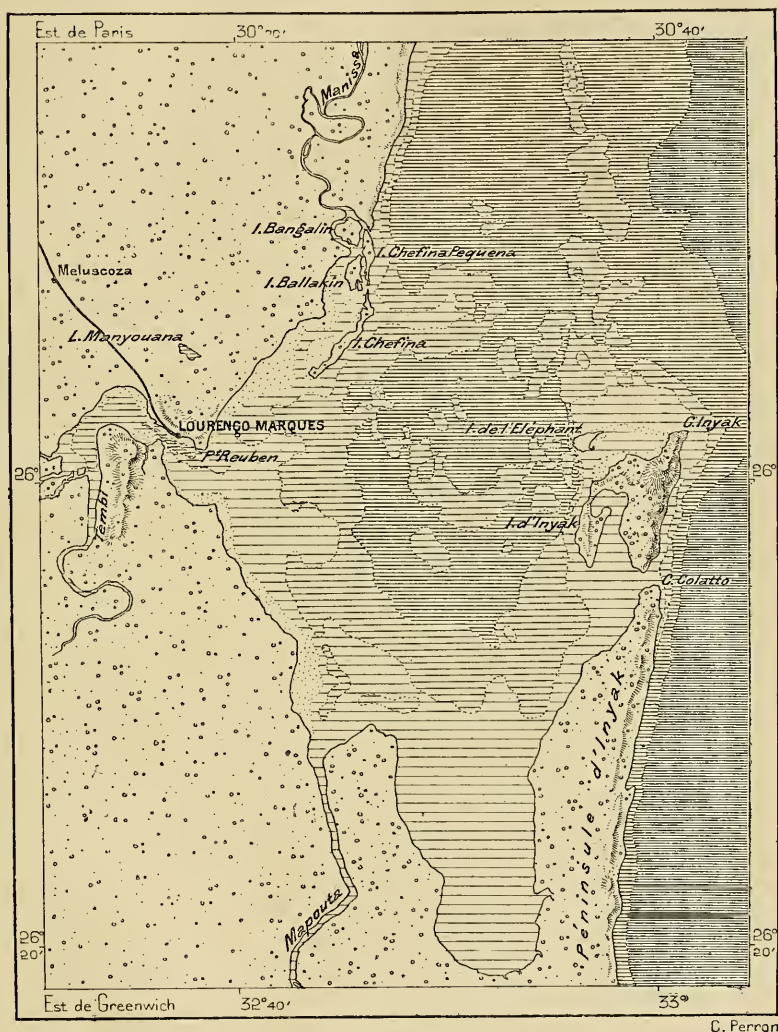 Est de Paris
30°20'
30°40'
Manissa
I. Bangalin
I. Chefina Pequena
Meluscoza
I. Ballakin
L. Manyouana
I. Chefina
LOURENÇO MARQUES
I. de l'Eléphant
C. Inyak
Pte Reuben
26°
26°
Tembi
I. d'Inyak
C. Colatto
Péninsule d'Inyak
Mapouta
26°
20'
26°
20'
Est de Greenwich
32°40'
33°
C. Perron